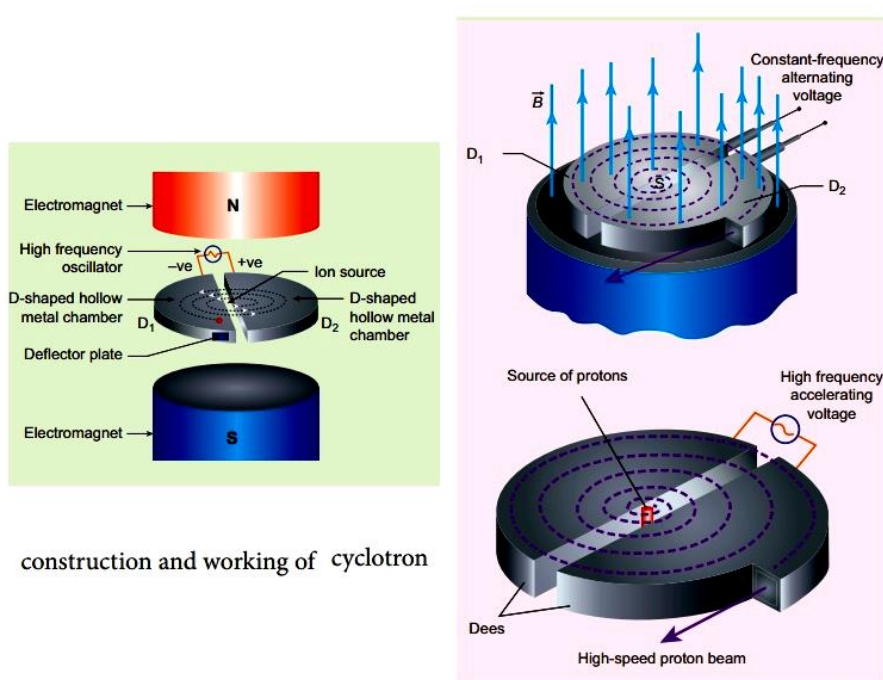 Electromagnet
N
High frequency
oscillator
–ve
+ve
Ion source
D-shaped hollow
metal chamber
D1
D2
D-shaped
hollow metal
chamber
Deflector plate
Electromagnet
S
construction and working of cyclotron
Constant-frequency
alternating
voltage
B
D1
S
D2
Source of protons
High frequency
accelerating
voltage
Dees
High-speed proton beam